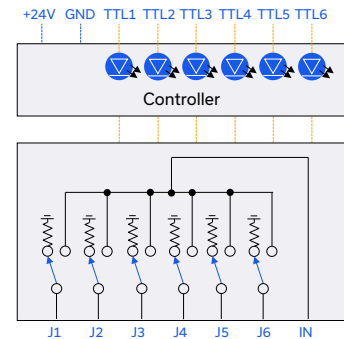 +24V GND TTL1 TTL2 TTL3 TTL4 TTL5 TTL6
Controller
J1 J2 J3 J4 J5 J6 IN